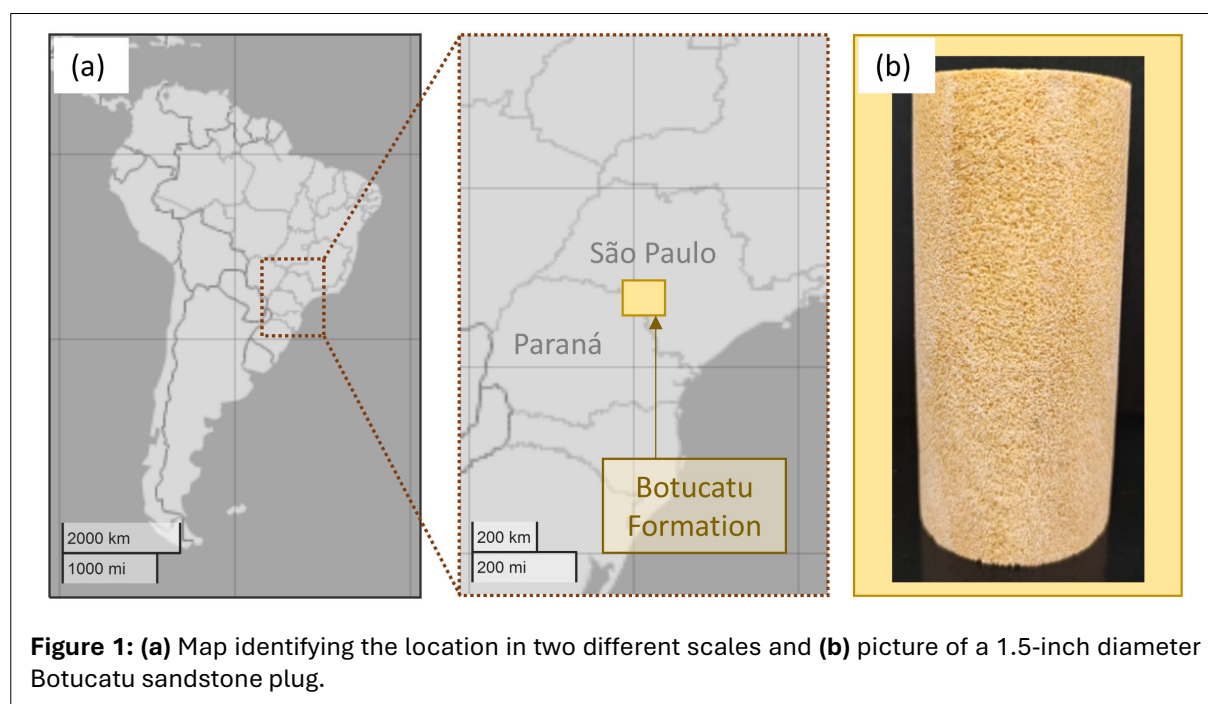 (a)
2000 km
1000 mi
São Paulo
Paraná
Botucatu
Formation
200 km
200 mi
(b)
Figure 1: (a) Map identifying the location in two different scales and (b) picture of a 1.5-inch diameter
Botucatu sandstone plug.